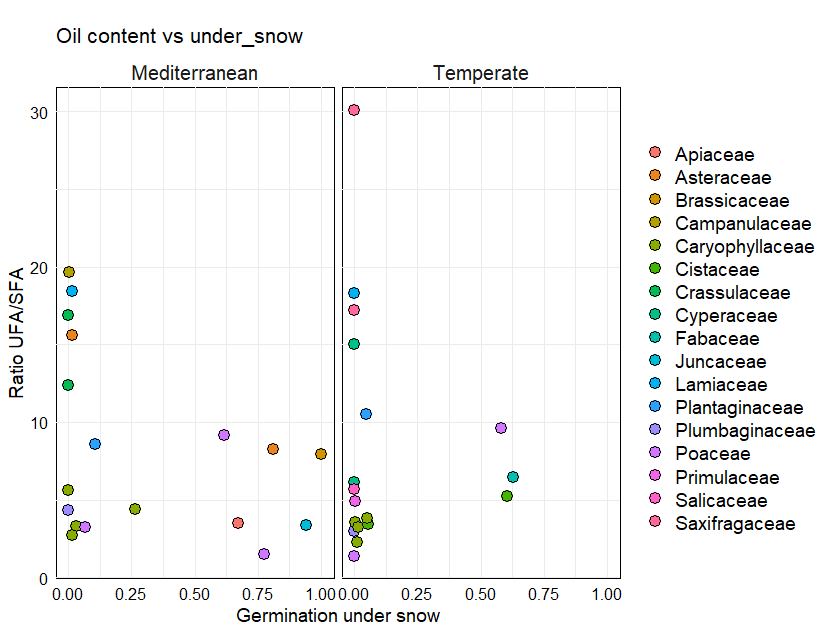 Oil content vs under_snow
Mediterranean
Temperate
Ratio UFA/SFA
30
20
10
0
0.00 0.25 0.50 0.75 1.00
0.00 0.25 0.50 0.75 1.00
Germination under snow
Apiaceae
Asteraceae
Brassicaceae
Campanulaceae
Caryophyllaceae
Cistaceae
Crassulaceae
Cyperaceae
Fabaceae
Juncaceae
Lamiaceae
Plantaginaceae
Plumbaginaceae
Poaceae
Primulaceae
Salicaceae
Saxifragaceae